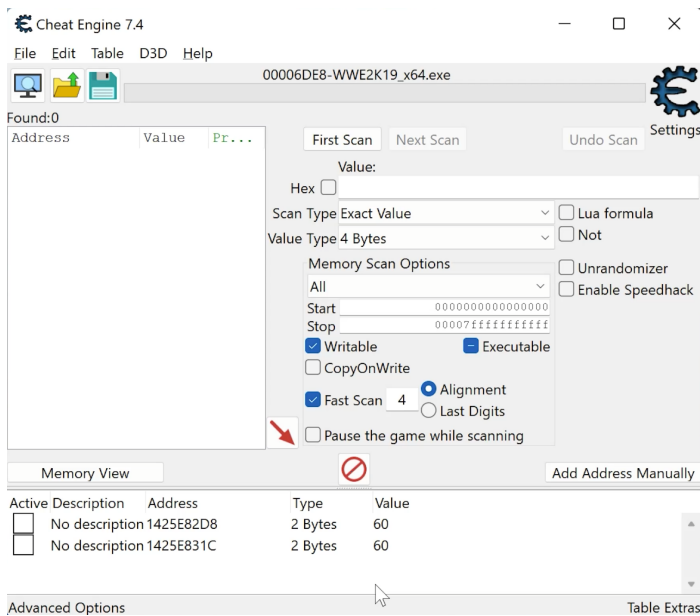 Cheat Engine 7.4
File Edit Table D3D Help
00006DE8-WWE2K19_x64.exe
Found:0
Settings
Address Value Pr...
First Scan Next Scan Undo Scan
Value:
Hex
Scan Type Exact Value
Lua formula
Value Type 4 Bytes
Not
Memory Scan Options
Unrandomizer
All
Enable Speedhack
Start 0000000000000000
Stop 00007fffffffffff
Writable Executable
CopyOnWrite
Fast Scan 4 Alignment
Last Digits
Pause the game while scanning
Memory View Add Address Manually
Active Description Address Type Value
No description 1425E82D8 2 Bytes 60
No description 1425E831C 2 Bytes 60
Advanced Options Table Extras